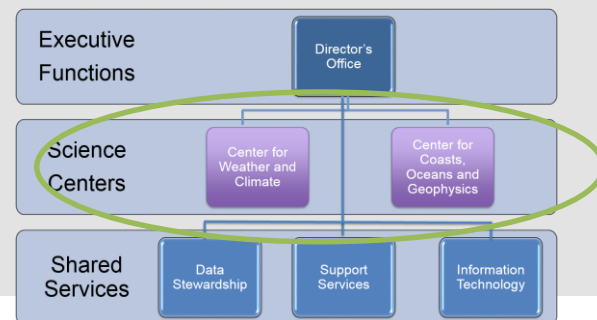 Executive
Functions
Director's
Office
Science
Centers
Center for
Weather and
Climate
Center for
Coasts,
Oceans and
Geophysics
Shared
Services
Data
Stewardship
Support
Services
Information
Technology